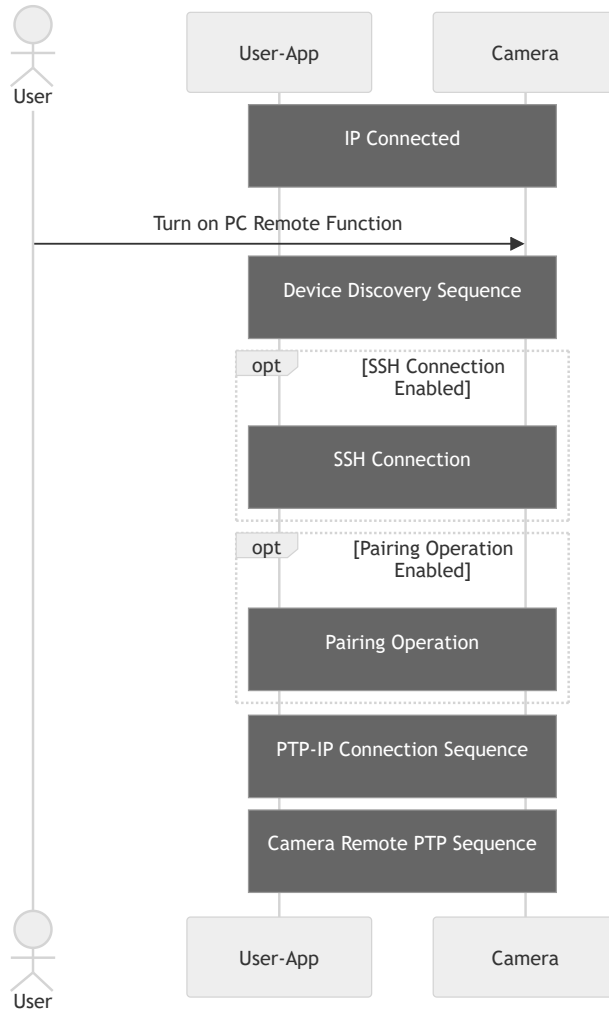 User-App
Camera
User
IP Connected
Turn on PC Remote Function
Device Discovery Sequence
opt
[SSH Connection
Enabled]
SSH Connection
opt
[Pairing Operation
Enabled]
Pairing Operation
PTP-IP Connection Sequence
Camera Remote PTP Sequence
User-App
Camera
User